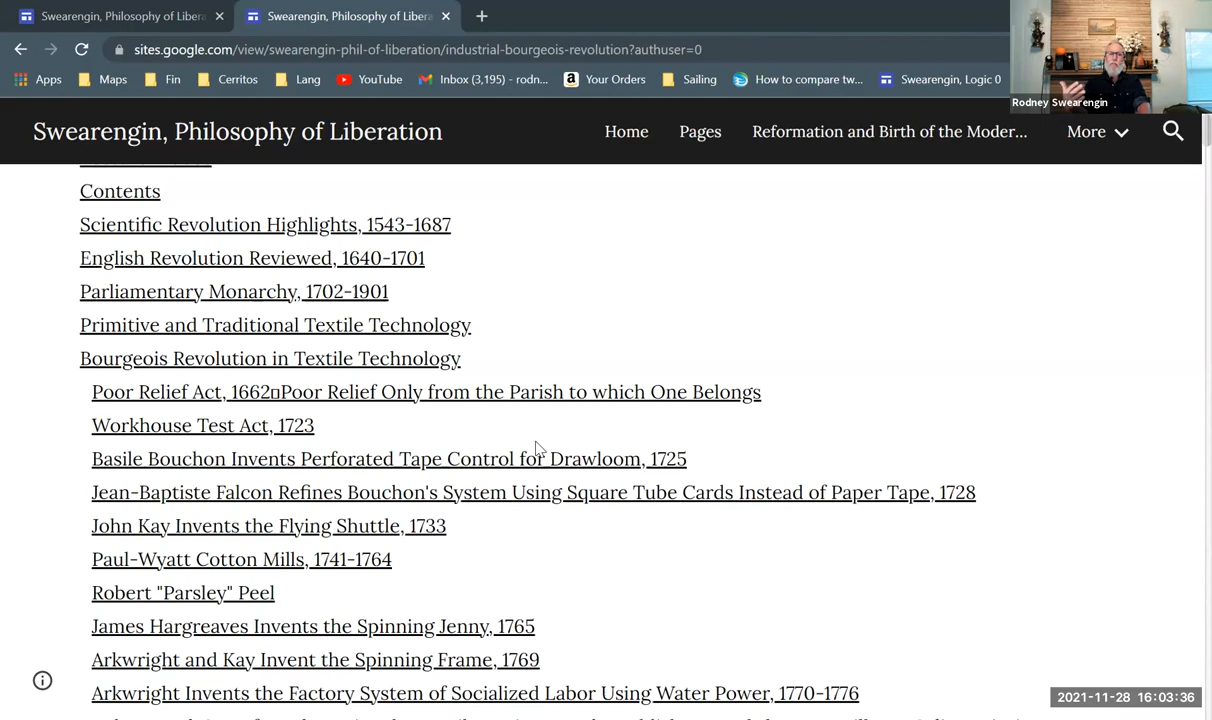 Swearengin, Philosophy of Libera
Swearengin, Philosophy of Libera
sites.google.com/view/swearengin-phil-of-liberation/industrial-bourgeois-revolution?authuser=0
Apps Maps Fin Cerritos Lang YouTube Inbox (3,195) - rodn... Your Orders Sailing How to compare tw... Swearengin, Logic 0
Rodney Swearengin
Swearengin, Philosophy of Liberation
Home Pages Reformation and Birth of the Moder... More
Contents
Scientific Revolution Highlights, 1543-1687
English Revolution Reviewed, 1640-1701
Parliamentary Monarchy, 1702-1901
Primitive and Traditional Textile Technology
Bourgeois Revolution in Textile Technology
Poor Relief Act, 1662▯Poor Relief Only from the Parish to which One Belongs
Workhouse Test Act, 1723
Basile Bouchon Invents Perforated Tape Control for Drawloom, 1725
Jean-Baptiste Falcon Refines Bouchon's System Using Square Tube Cards Instead of Paper Tape, 1728
John Kay Invents the Flying Shuttle, 1733
Paul-Wyatt Cotton Mills, 1741-1764
Robert "Parsley" Peel
James Hargreaves Invents the Spinning Jenny, 1765
Arkwright and Kay Invent the Spinning Frame, 1769
Arkwright Invents the Factory System of Socialized Labor Using Water Power, 1770-1776
2021-11-28 16:03:36